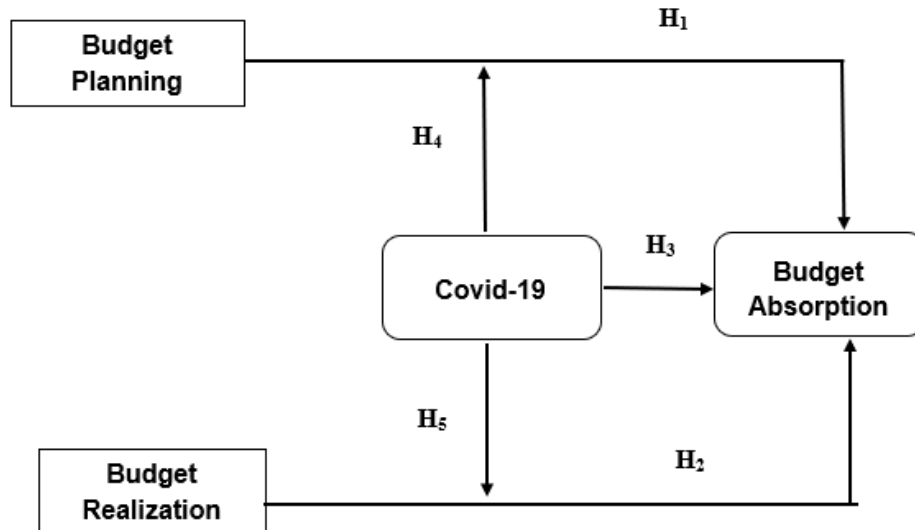 H₁
Budget
Planning
H₄
H₃
Covid-19
Budget
Absorption
H₅
H₂
Budget
Realization